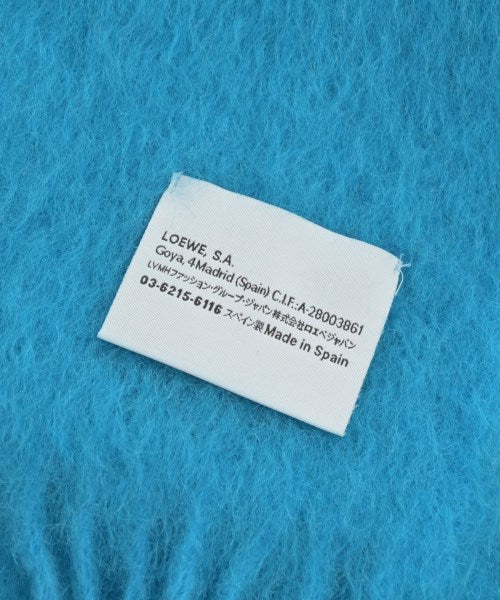 LOEWE, S.A.
Goya, 4 Madrid (Spain) C.I.F.: A-28003861
LVMHファッション・グループ・ジャパン株式会社ロエベジャパン
03-6215-6116 スペイン製 Made in Spain